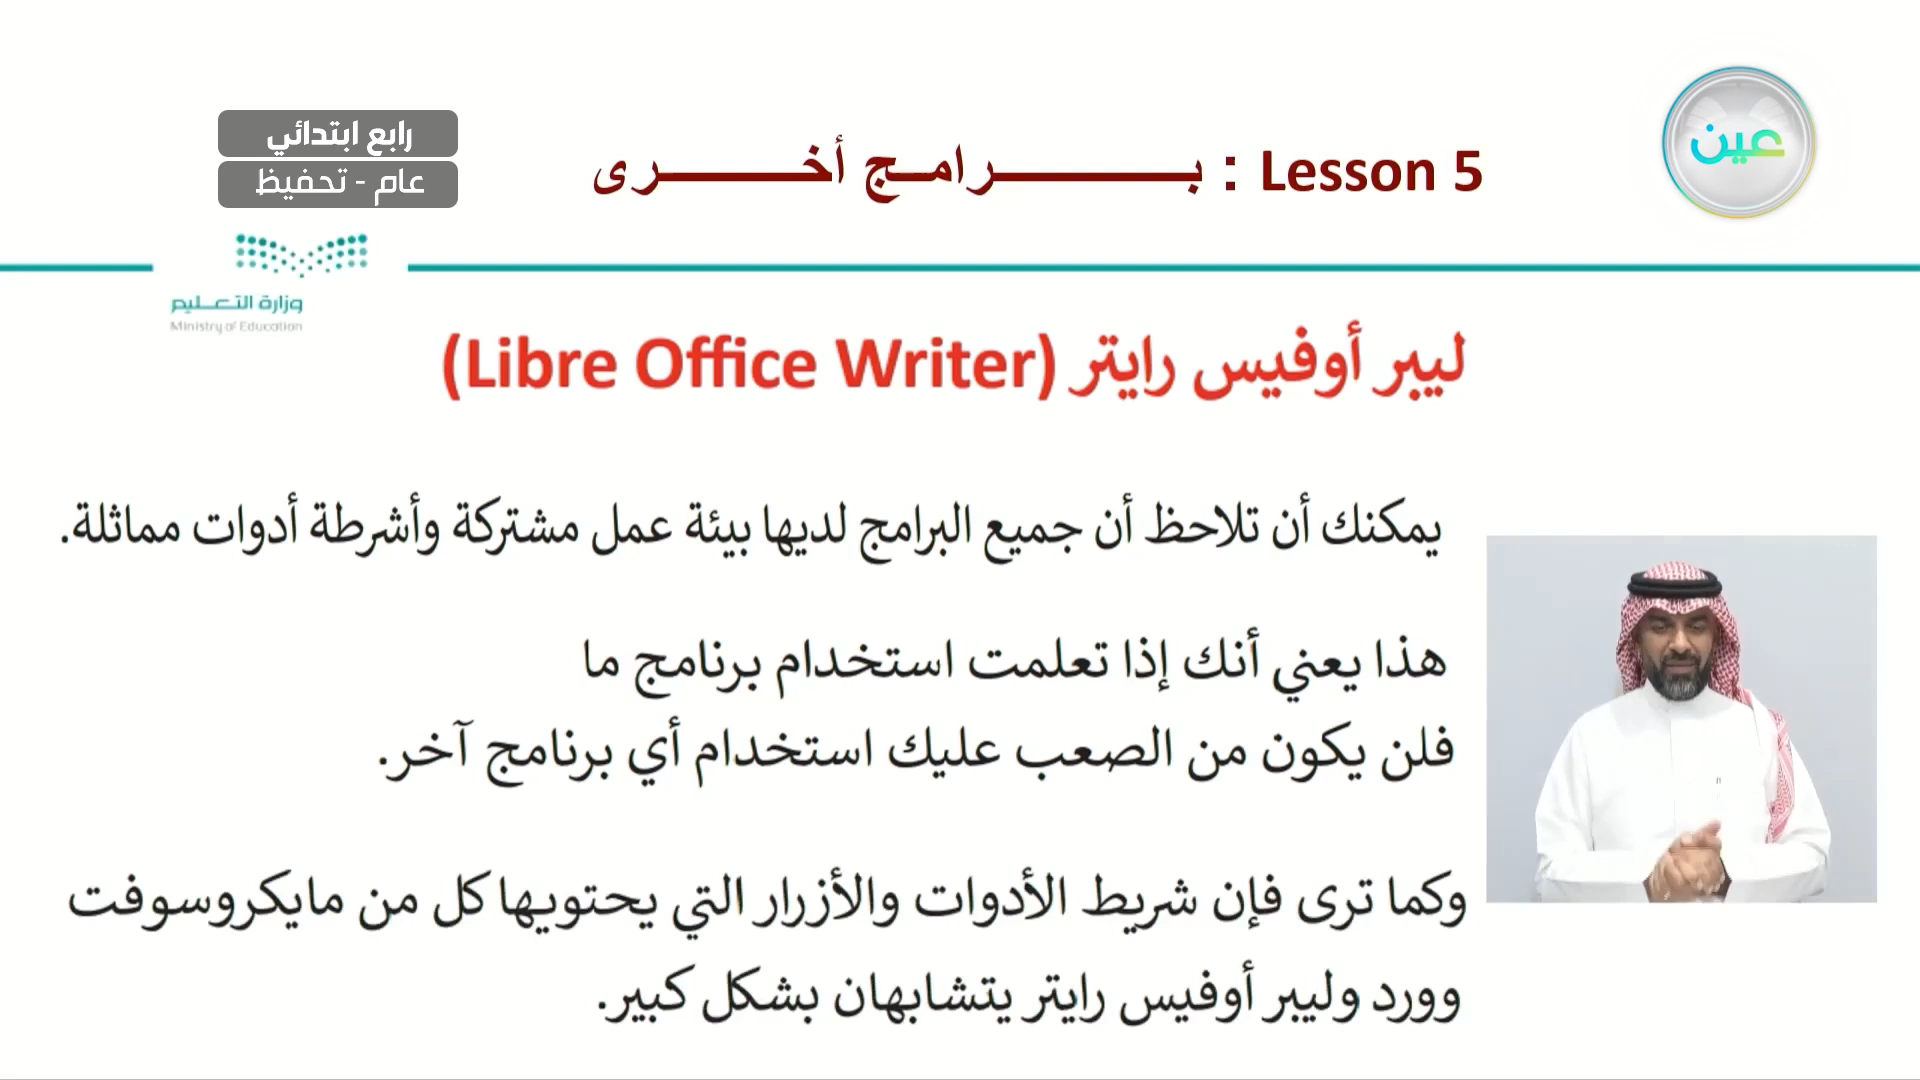 رابع ابتدائي
عام - تحفيظ
Lesson 5 : بـــرامـج أخـــرى
عين
وزارة التعليم
Ministry of Education
ليبر أوفيس رايتر (Libre Office Writer)
يمكنك أن تلاحظ أن جميع البرامج لديها بيئة عمل مشتركة وأشرطة أدوات مماثلة.
هذا يعني أنك إذا تعلمت استخدام برنامج ما
فلن يكون من الصعب عليك استخدام أي برنامج آخر.
وكما ترى فإن شريط الأدوات والأزرار التي يحتويها كل من مايكروسوفت
وورد وليبر أوفيس رايتر يتشابهان بشكل كبير.